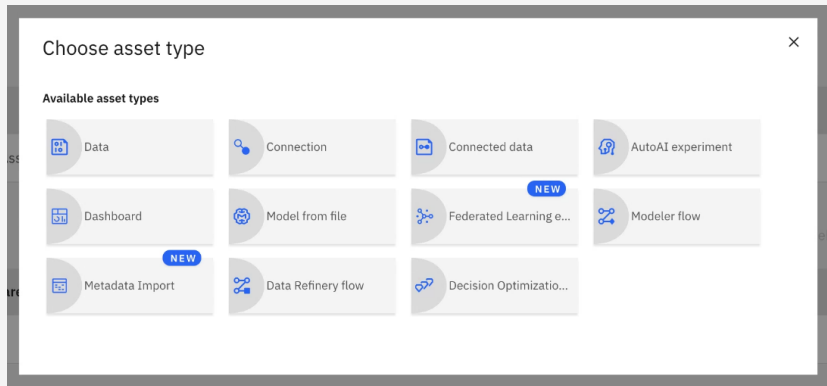 Choose asset type
Available asset types
Data
Connection
Connected data
AutoAI experiment
NEW
Dashboard
Model from file
Federated Learning e...
Modeler flow
NEW
Metadata Import
Data Refinery flow
Decision Optimizatio...